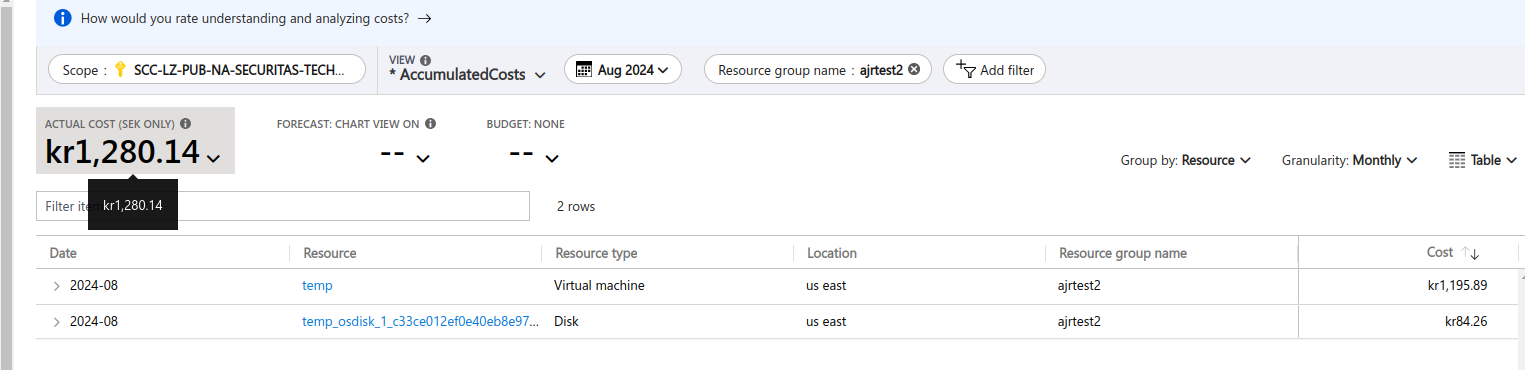 How would you rate understanding and analyzing costs? →
Scope : SCC-LZ-PUB-NA-SECURITAS-TECH...
VIEW
* AccumulatedCosts
Aug 2024
Resource group name : ajrtest2
Add filter
ACTUAL COST (SEK ONLY)
kr1,280.14
FORECAST: CHART VIEW ON
--
BUDGET: NONE
--
Group by: Resource
Granularity: Monthly
Table
kr1,280.14
Filter
2 rows
Date Resource Resource type Location Resource group name Cost
2024-08 temp Virtual machine us east ajrtest2 kr1,195.89
2024-08 temp_osdisk_1_c33ce012ef0e40eb8e97... Disk us east ajrtest2 kr84.26